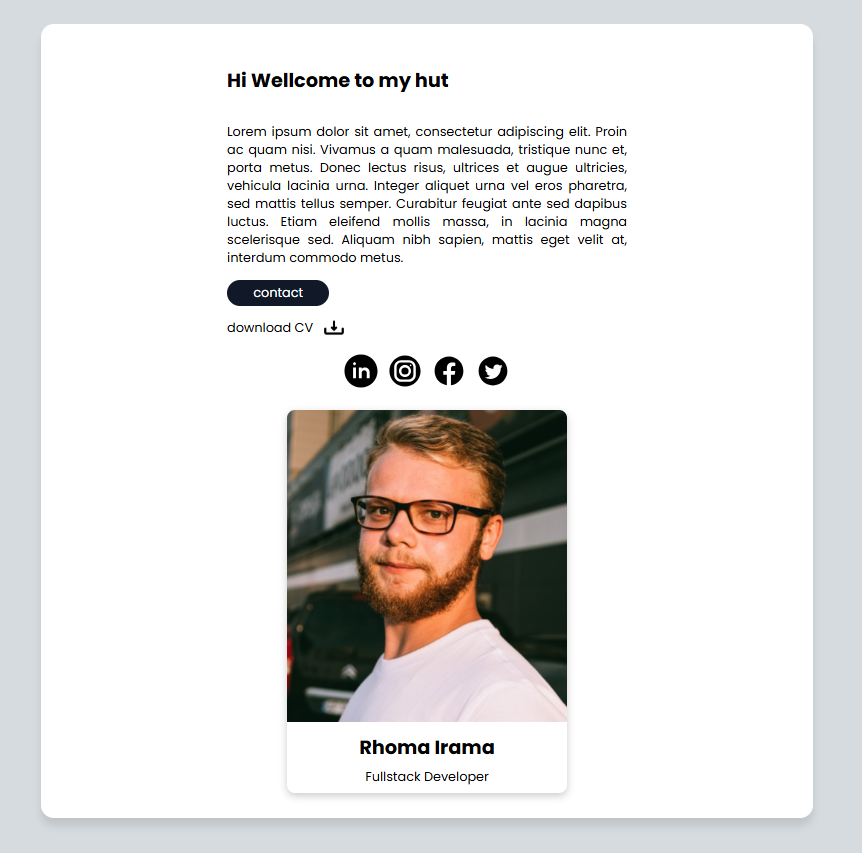 Hi Wellcome to my hut
Lorem ipsum dolor sit amet, consectetur adipiscing elit. Proin
ac quam nisi. Vivamus a quam malesuada, tristique nunc et,
porta metus. Donec lectus risus, ultrices et augue ultricies,
vehicula lacinia urna. Integer aliquet urna vel eros pharetra,
sed mattis tellus semper. Curabitur feugiat ante sed dapibus
luctus. Etiam eleifend mollis massa, in lacinia magna
scelerisque sed. Aliquam nibh sapien, mattis eget velit at,
interdum commodo metus.
contact
download CV
in
Rhoma Irama
Fullstack Developer